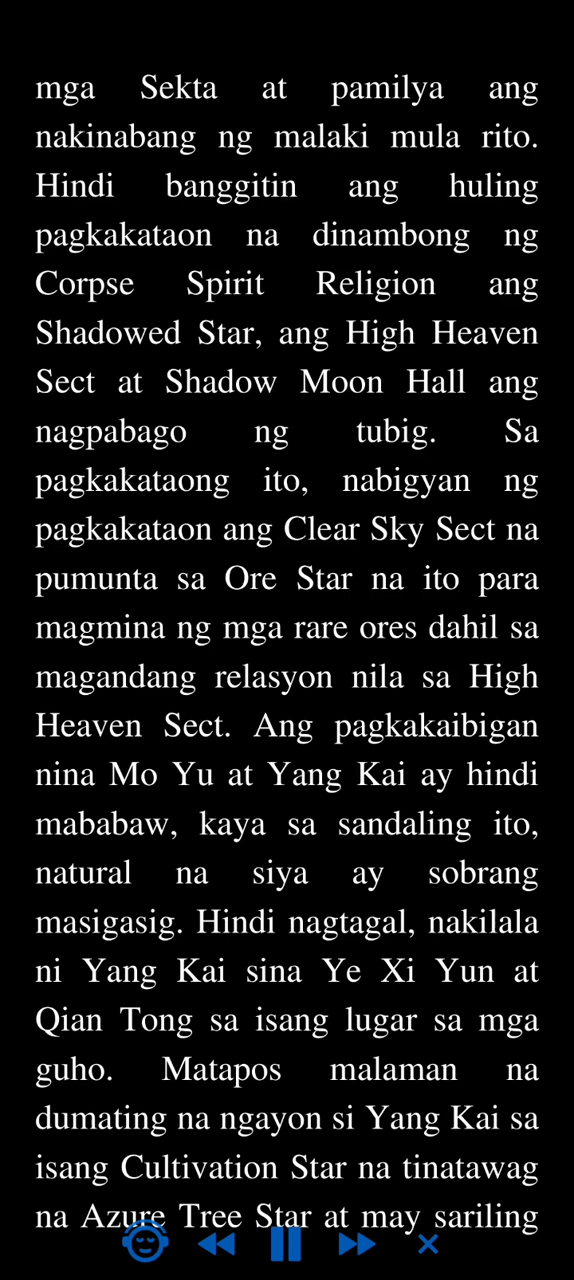 mga Sekta at pamilya ang
nakinabang ng malaki mula rito.
Hindi banggitin ang huling
pagkakataon na dinambong ng
Corpse Spirit Religion ang
Shadowed Star, ang High Heaven
Sect at Shadow Moon Hall ang
nagpabago ng tubig. Sa
pagkakataong ito, nabigyan ng
pagkakataon ang Clear Sky Sect na
pumunta sa Ore Star na ito para
magmina ng mga rare ores dahil sa
magandang relasyon nila sa High
Heaven Sect. Ang pagkakaibigan
nina Mo Yu at Yang Kai ay hindi
mababaw, kaya sa sandaling ito,
natural na siya ay sobrang
masigasig. Hindi nagtagal, nakilala
ni Yang Kai sina Ye Xi Yun at
Qian Tong sa isang lugar sa mga
guho. Matapos malaman na
dumating na ngayon si Yang Kai sa
isang Cultivation Star na tinatawag
na Azure Tree Star at may sariling